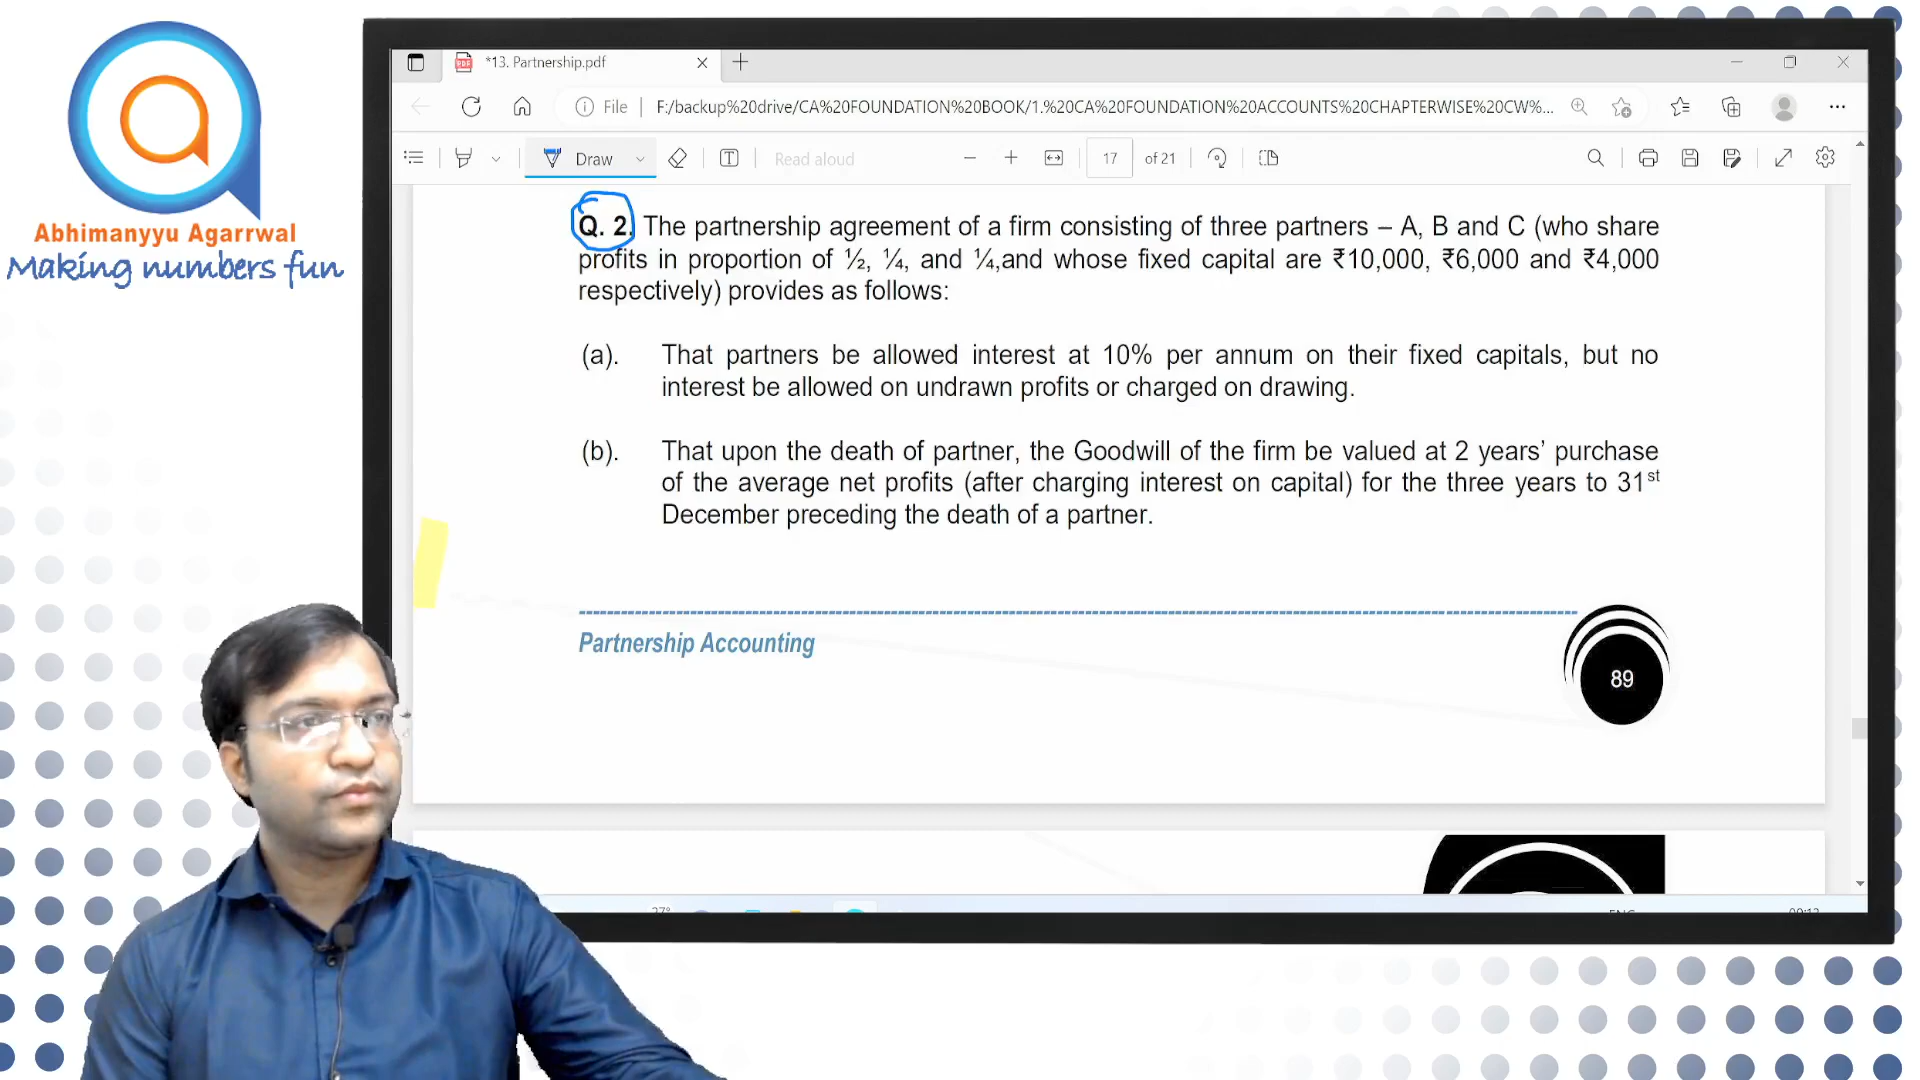 Abhimanyyu Agarrwal
Making numbers fun
*13. Partnership.pdf
File
F:/backup%20drive/CA%20FOUNDATION%20BOOK/1.%20CA%20FOUNDATION%20ACCOUNTS%20CHAPTERWISE%20CW%...
Draw
Read aloud
17
of 21
Q. 2. The partnership agreement of a firm consisting of three partners – A, B and C (who share
profits in proportion of ½, ¼, and ¼,and whose fixed capital are ₹10,000, ₹6,000 and ₹4,000
respectively) provides as follows:
(a). That partners be allowed interest at 10% per annum on their fixed capitals, but no
interest be allowed on undrawn profits or charged on drawing.
(b). That upon the death of partner, the Goodwill of the firm be valued at 2 years’ purchase
of the average net profits (after charging interest on capital) for the three years to 31st
December preceding the death of a partner.
Partnership Accounting
89